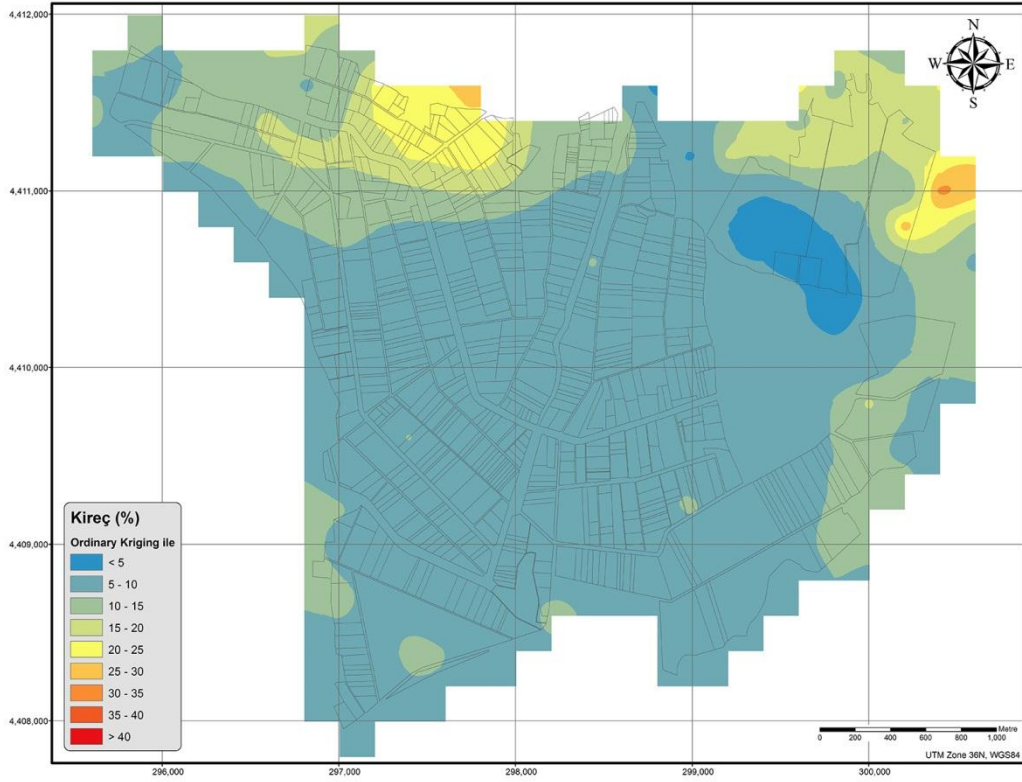 4,412,000
N
W E
S
4,411,000
4,410,000
4,409,000
4,408,000
Kireç (%)
Ordinary Kriging ile
< 5
5 - 10
10 - 15
15 - 20
20 - 25
25 - 30
30 - 35
35 - 40
> 40
Metre
0 200 400 600 800 1,000
UTM Zone 36N, WGS84
296,000 297,000 298,000 299,000 300,000